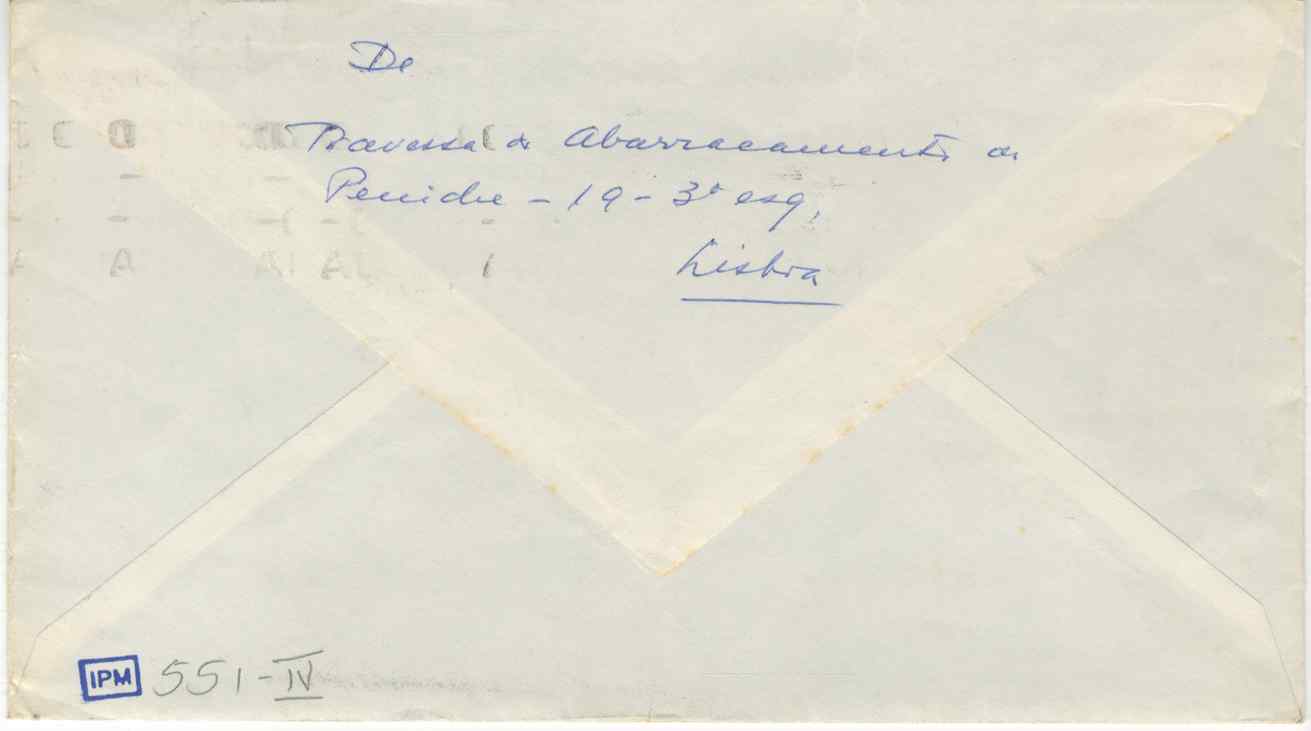 De
Travessa do Abarracamento de
Peniche - 19 - 3º esq,
Lisboa
IPM 551-IV